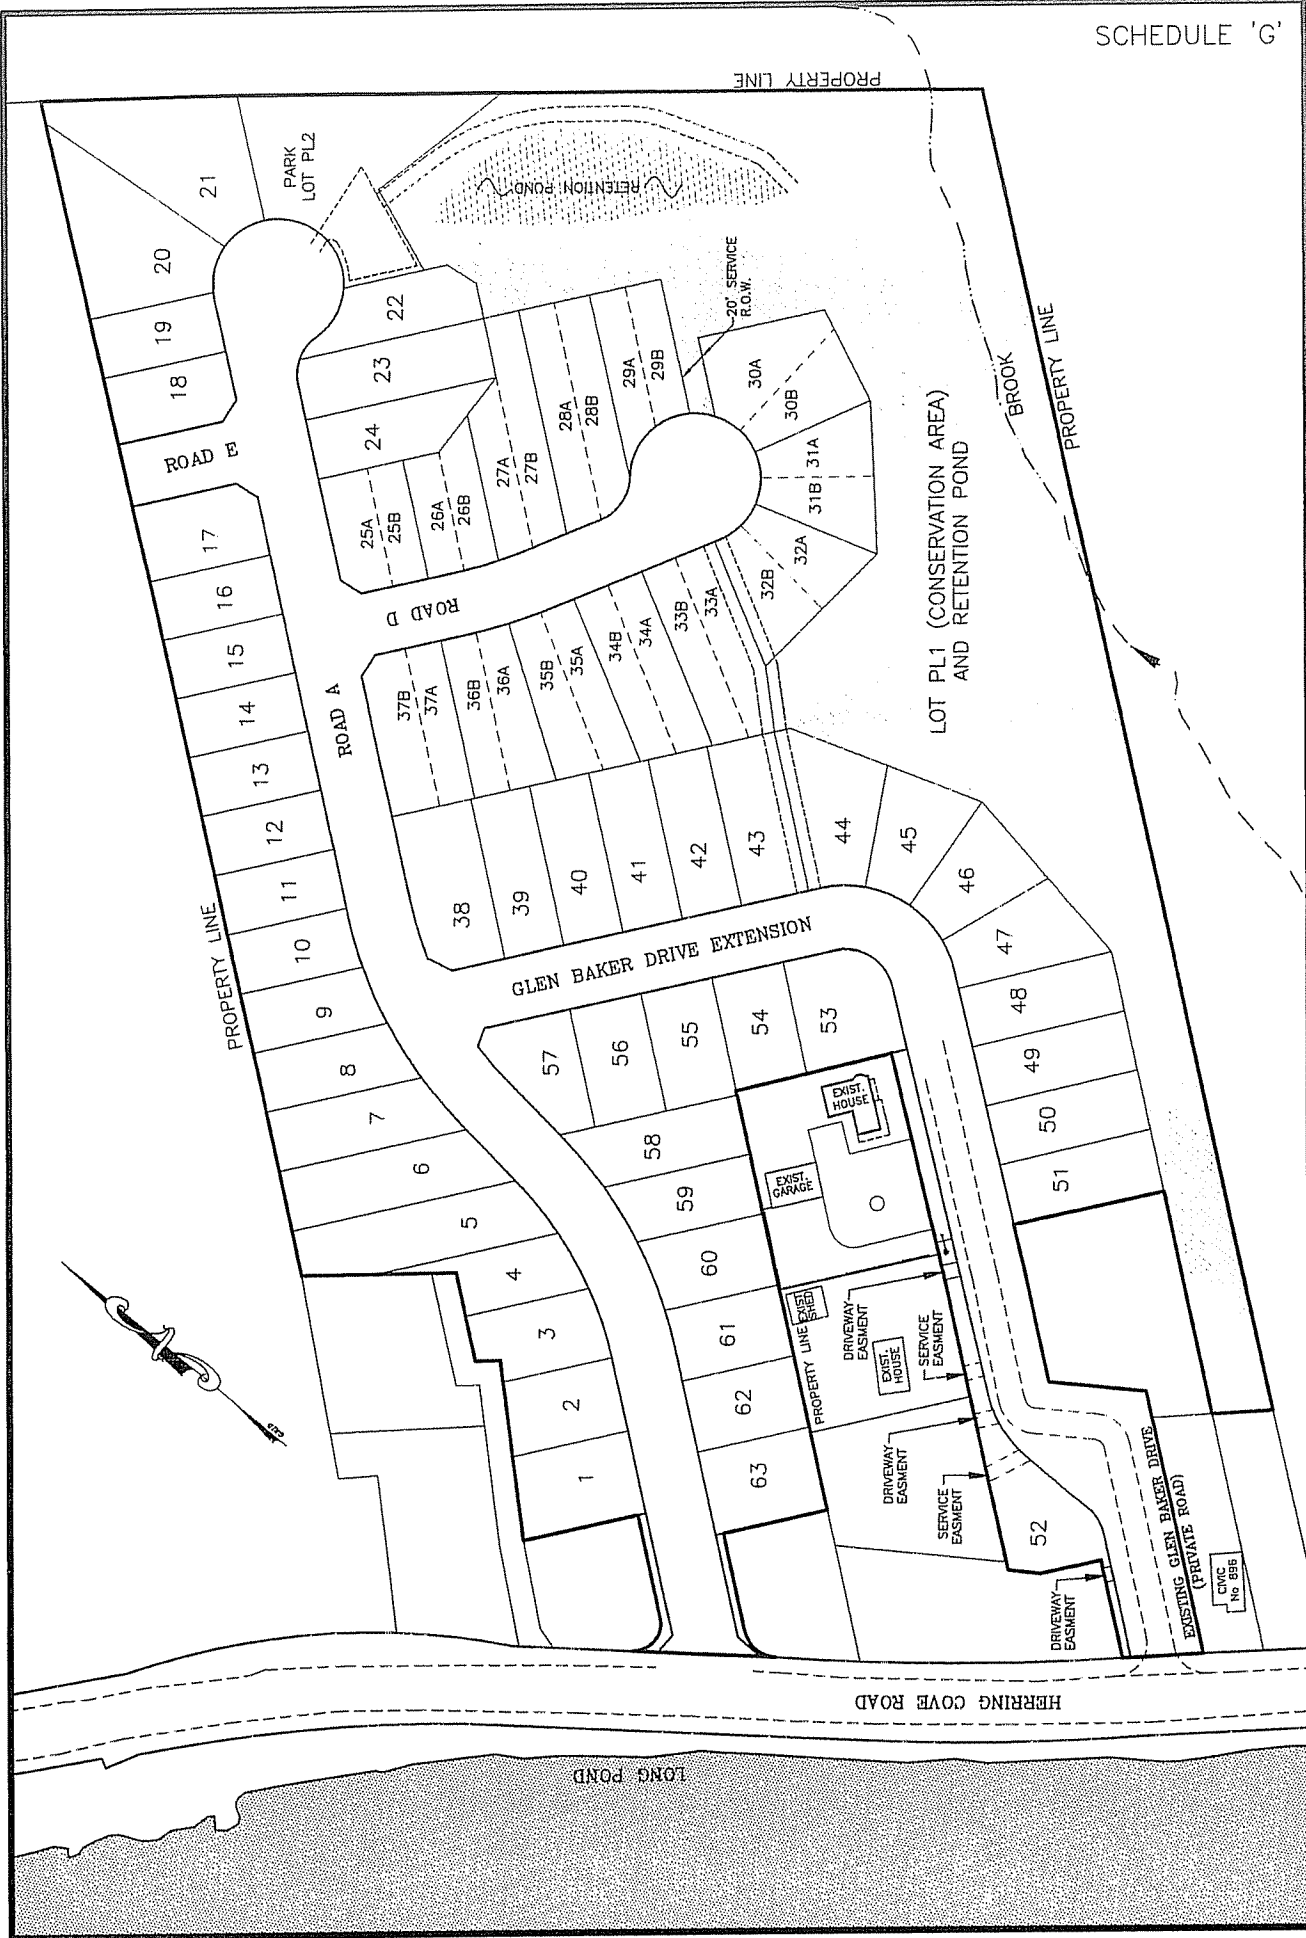 SCHEDULE 'G'
PROPERTY LINE
PARK
LOT PL2
RETENTION POND
20' SERVICE
R.O.W.
21
20
19
18
ROAD E
22
23
24
25A
25B
26A
26B
27A
27B
28A
28B
29A
29B
30A
30B
31A
31B
32A
32B
33A
33B
34A
34B
35A
35B
36A
36B
37A
37B
ROAD D
ROAD A
17
16
15
14
13
12
11
10
9
8
7
6
5
4
3
2
1
PROPERTY LINE
LOT PL1 (CONSERVATION AREA)
AND RETENTION POND
BROOK
PROPERTY LINE
38
39
40
41
42
43
44
45
46
47
48
49
50
51
GLEN BAKER DRIVE EXTENSION
53
54
55
56
57
58
59
60
61
62
63
EXIST.
HOUSE
EXIST.
GARAGE
EXIST.
SHED
PROPERTY LINE
DRIVEWAY
EASMENT
EXIST.
HOUSE
SERVICE
EASMENT
DRIVEWAY
EASMENT
SERVICE
EASMENT
52
DRIVEWAY
EASMENT
EXISTING GLEN BAKER DRIVE
(PRIVATE ROAD)
CIVIC
No 896
HERRING COVE ROAD
LONG POND